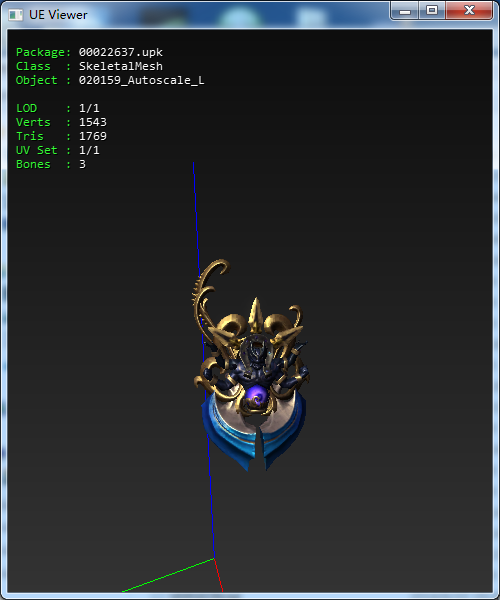 UE Viewer
Package: 00022637.upk
Class : SkeletalMesh
Object : 020159_Autoscale_L
LOD : 1/1
Verts : 1543
Tris : 1769
UV Set : 1/1
Bones : 3